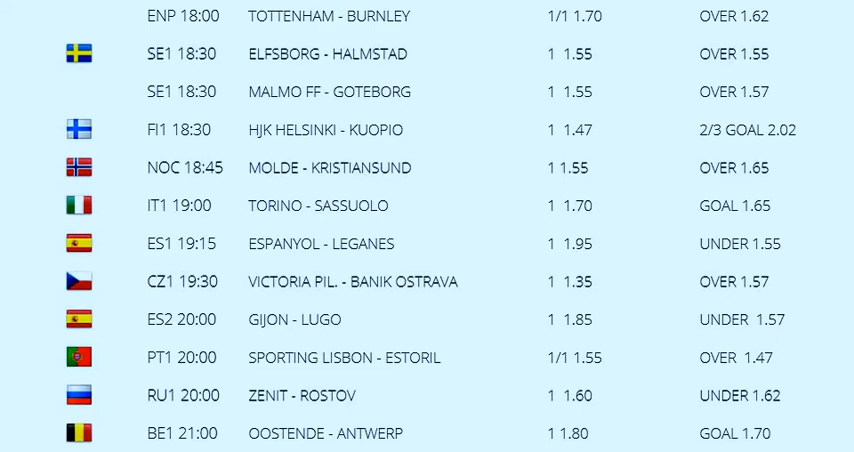 ENP 18:00 TOTTENHAM - BURNLEY 1/1 1.70 OVER 1.62
SE1 18:30 ELFSBORG - HALMSTAD 1 1.55 OVER 1.55
SE1 18:30 MALMO FF - GOTEBORG 1 1.55 OVER 1.57
FI1 18:30 HJK HELSINKI - KUOPIO 1 1.47 2/3 GOAL 2.02
NOC 18:45 MOLDE - KRISTIANSUND 1 1.55 OVER 1.65
IT1 19:00 TORINO - SASSUOLO 1 1.70 GOAL 1.65
ES1 19:15 ESPANYOL - LEGANES 1 1.95 UNDER 1.55
CZ1 19:30 VICTORIA PIL. - BANIK OSTRAVA 1 1.35 OVER 1.57
ES2 20:00 GIJON - LUGO 1 1.85 UNDER 1.57
PT1 20:00 SPORTING LISBON - ESTORIL 1/1 1.55 OVER 1.47
RU1 20:00 ZENIT - ROSTOV 1 1.60 UNDER 1.62
BE1 21:00 OOSTENDE - ANTWERP 1 1.80 GOAL 1.70